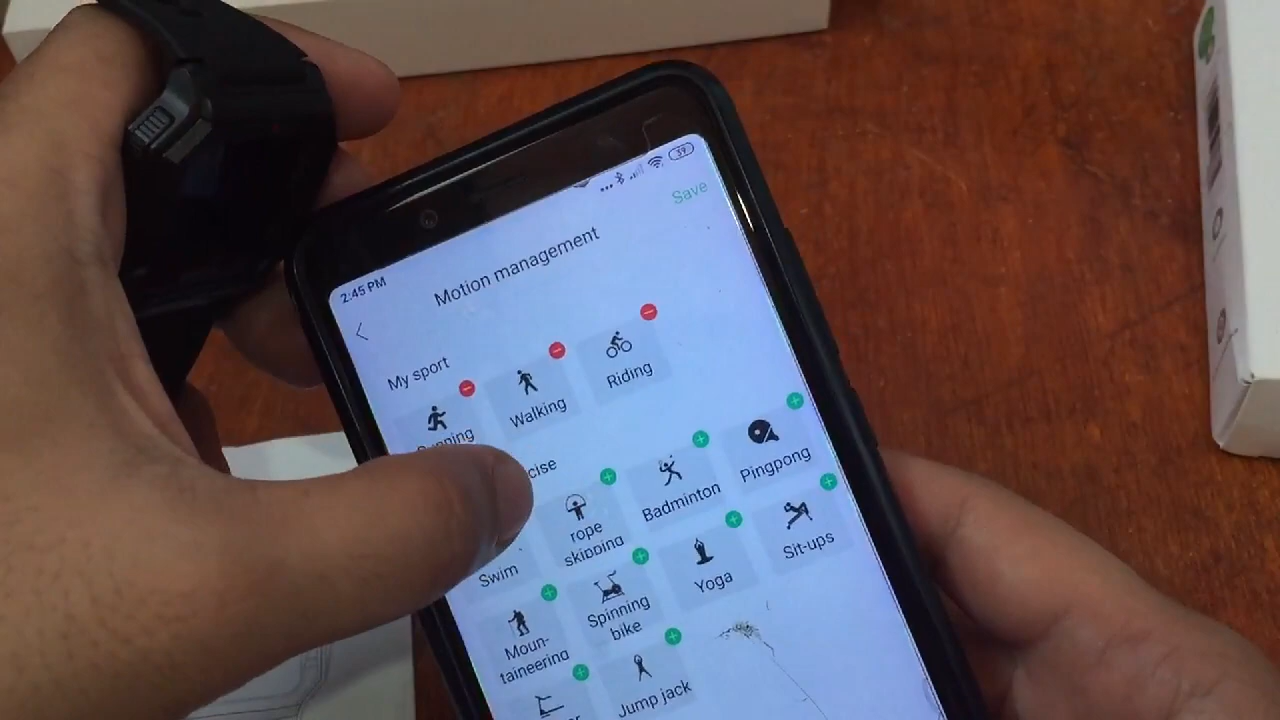 39
2:45 PM
Save
Motion management
My sport
Walking
Riding
Swim
rope
skipping
Badminton
Pingpong
Moun-
taineering
Spinning
bike
Yoga
Sit-ups
Jump jack